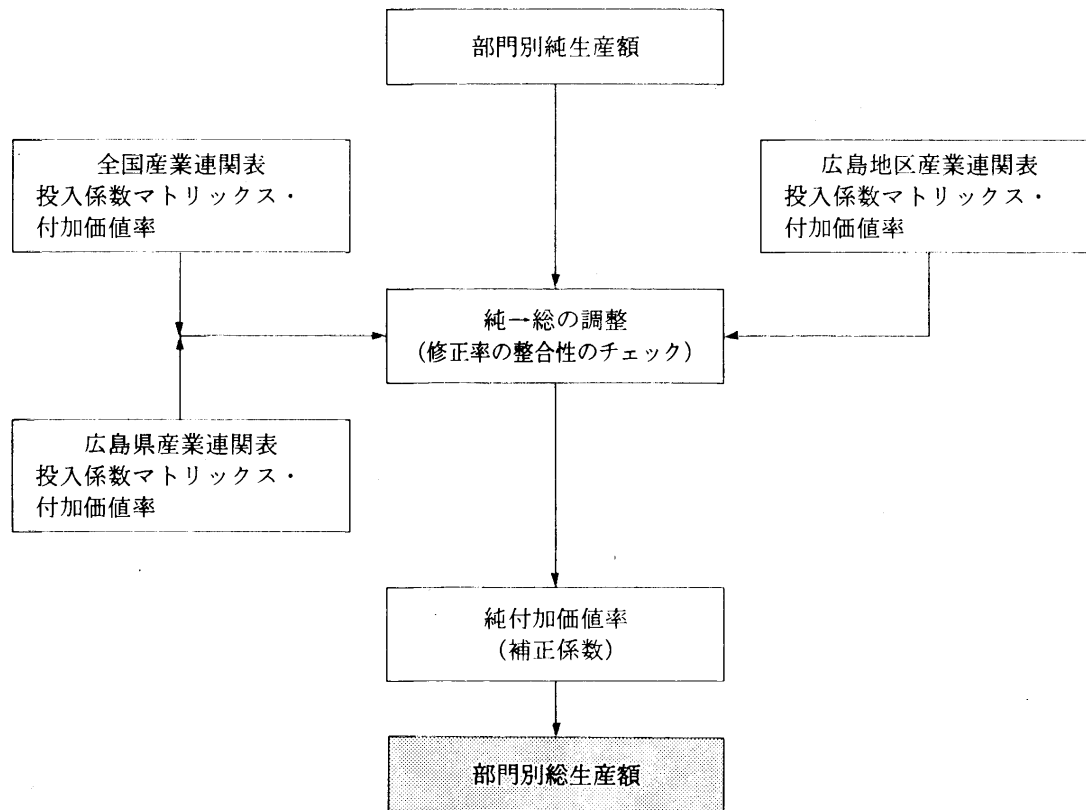 部門別純生産額
全国産業連関表
投入係数マトリックス・
付加価値率
広島地区産業連関表
投入係数マトリックス・
付加価値率
純→総の調整
(修正率の整合性のチェック)
広島県産業連関表
投入係数マトリックス・
付加価値率
純付加価値率
(補正係数)
部門別総生産額